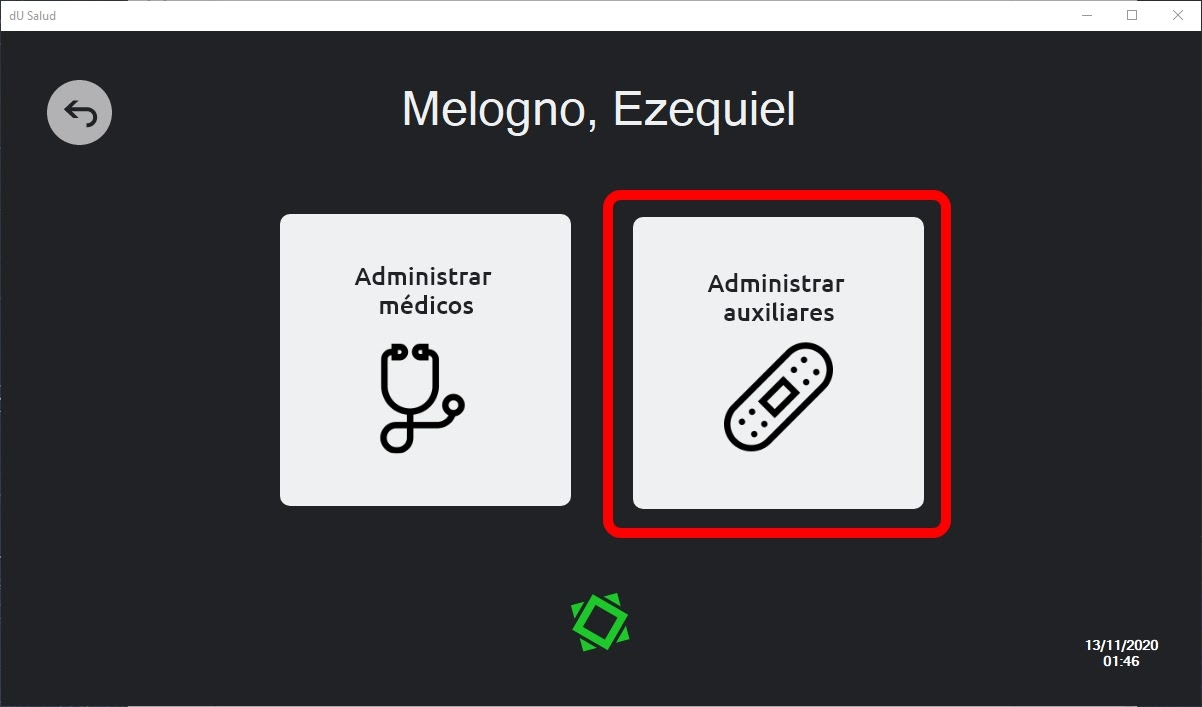 dU Salud
Melogno, Ezequiel
Administrar
médicos
Administrar
auxiliares
13/11/2020
01:46